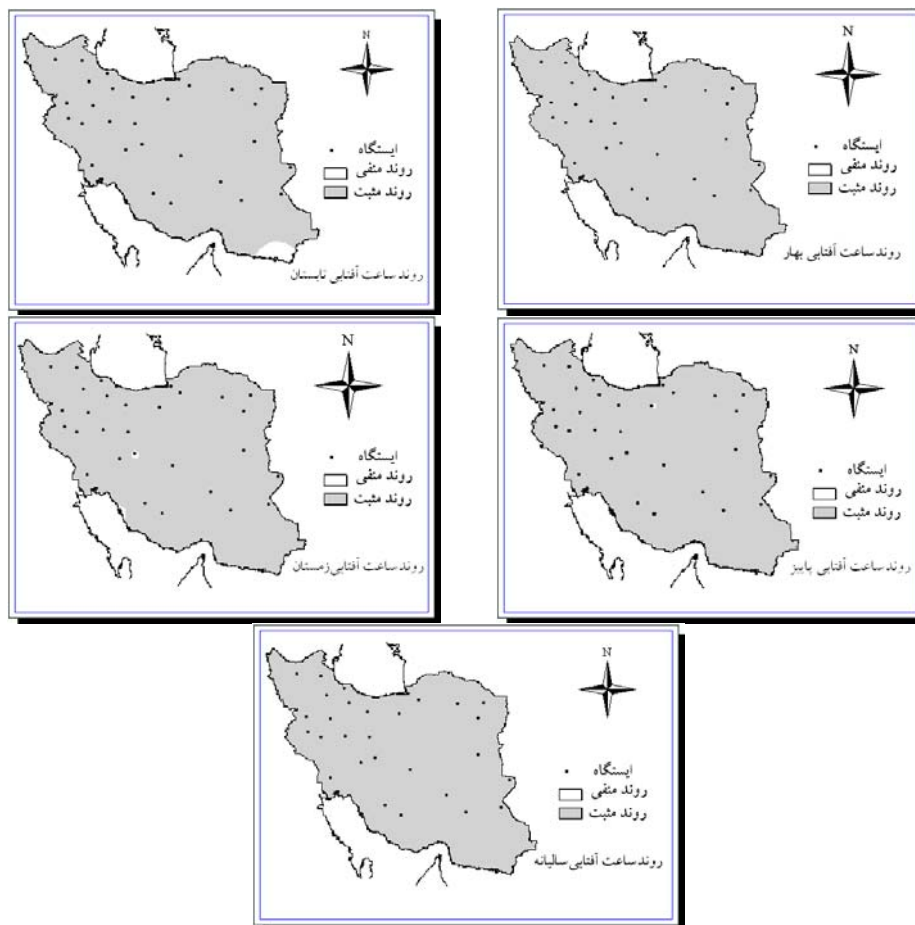 N
ایستگاه
روند منفی
روند مثبت
روند ساعت آفتابی بهار
N
ایستگاه
روند منفی
روند مثبت
روند ساعت آفتابی تابستان
N
ایستگاه
روند منفی
روند مثبت
روند ساعت آفتابی پاییز
N
ایستگاه
روند منفی
روند مثبت
روند ساعت آفتابی زمستان
N
ایستگاه
روند منفی
روند مثبت
روند ساعت آفتابی سالیانه